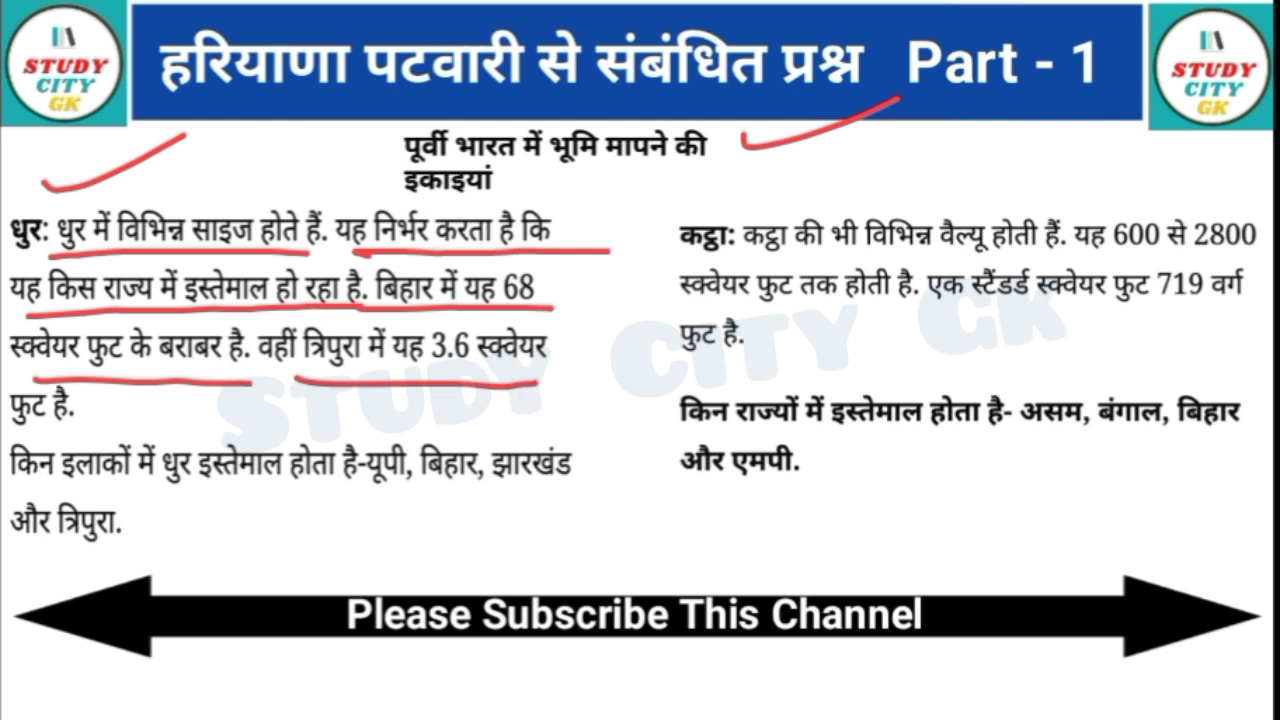 STUDY
CITY
GK
हरियाणा पटवारी से संबंधित प्रश्न Part - 1
STUDY
CITY
GK
पूर्वी भारत में भूमि मापने की
इकाइयां
धुर: धुर में विभिन्न साइज होते हैं. यह निर्भर करता है कि
यह किस राज्य में इस्तेमाल हो रहा है. बिहार में यह 68
स्क्वेयर फुट के बराबर है. वहीं त्रिपुरा में यह 3.6 स्क्वेयर
फुट है.
किन इलाकों में धुर इस्तेमाल होता है-यूपी, बिहार, झारखंड
और त्रिपुरा.
कट्ठा: कट्ठा की भी विभिन्न वैल्यू होती हैं. यह 600 से 2800
स्क्वेयर फुट तक होती है. एक स्टैंडर्ड स्क्वेयर फुट 719 वर्ग
फुट है.
किन राज्यों में इस्तेमाल होता है- असम, बंगाल, बिहार
और एमपी.
STUDY CITY GK
Please Subscribe This Channel